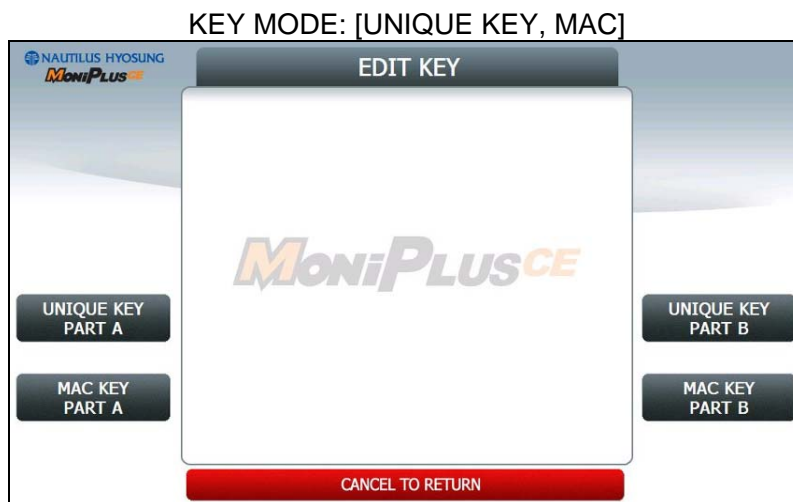 KEY MODE: [UNIQUE KEY, MAC]
NAUTILUS HYOSUNG
MONiPLUSCE
EDIT KEY
MONiPLUSCE
UNIQUE KEY
PART A
UNIQUE KEY
PART B
MAC KEY
PART A
MAC KEY
PART B
CANCEL TO RETURN